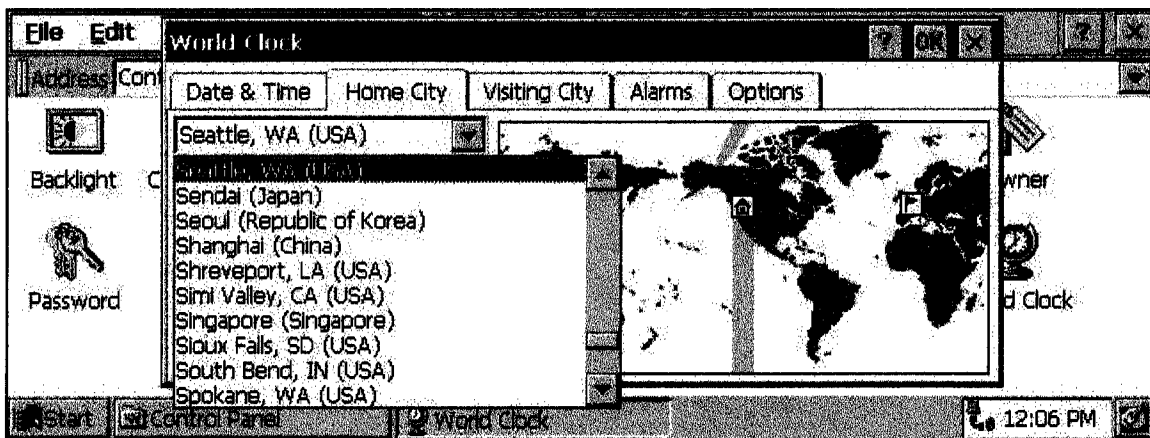 File Edit
World Clock ? OK ×
? ×
Address Cont
Date & Time Home City Visiting City Alarms Options
Seattle, WA (USA)
Backlight
C
wner
Seattle, WA (USA)
Sendai (Japan)
Seoul (Republic of Korea)
Shanghai (China)
Shreveport, LA (USA)
Simi Valley, CA (USA)
Singapore (Singapore)
Sioux Falls, SD (USA)
South Bend, IN (USA)
Spokane, WA (USA)
Password
d Clock
Start Control Panel World Clock 12:06 PM